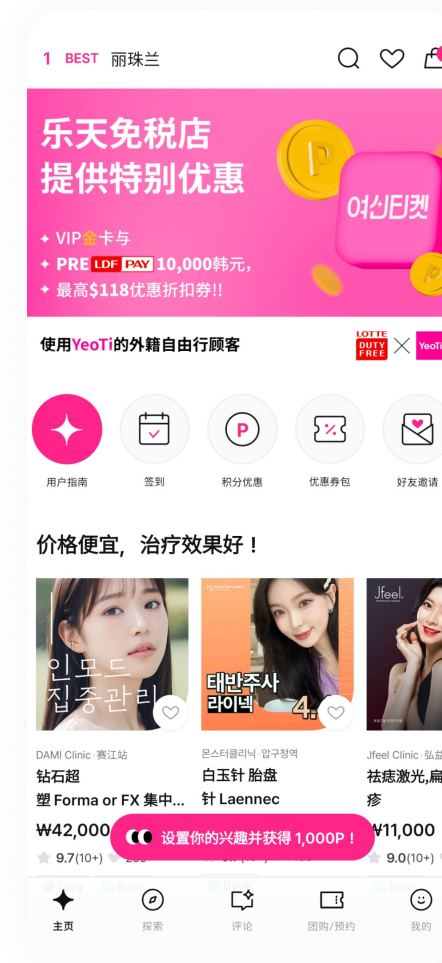 1 BEST 丽珠兰
乐天免税店
提供特别优惠
P
여신티켓
P
✦ VIP金卡与
✦ PRE LDF PAY 10,000韩元,
✦ 最高$118优惠折扣券!!
使用YeoTi的外籍自由行顾客
LOTTE
DUTY
FREE
YeoTi
P
用户指南
签到
积分优惠
优惠券包
好友邀请
价格便宜，治疗效果好！
인모드
집중관리
태반주사
라이넥
4.
Jfeel.
DAMI Clinic·赛江站
钻石超
塑 Forma or FX 集中...
₩42,000
9.7(10+)
몬스터클리닉·압구정역
白玉针 胎盘
针 Laennec
Jfeel Clinic·弘益
祛痣激光,扁
疹
₩11,000
9.0(10+)
设置你的兴趣并获得 1,000P！
Only
Book
Book
主页
探索
评论
团购/预约
我的